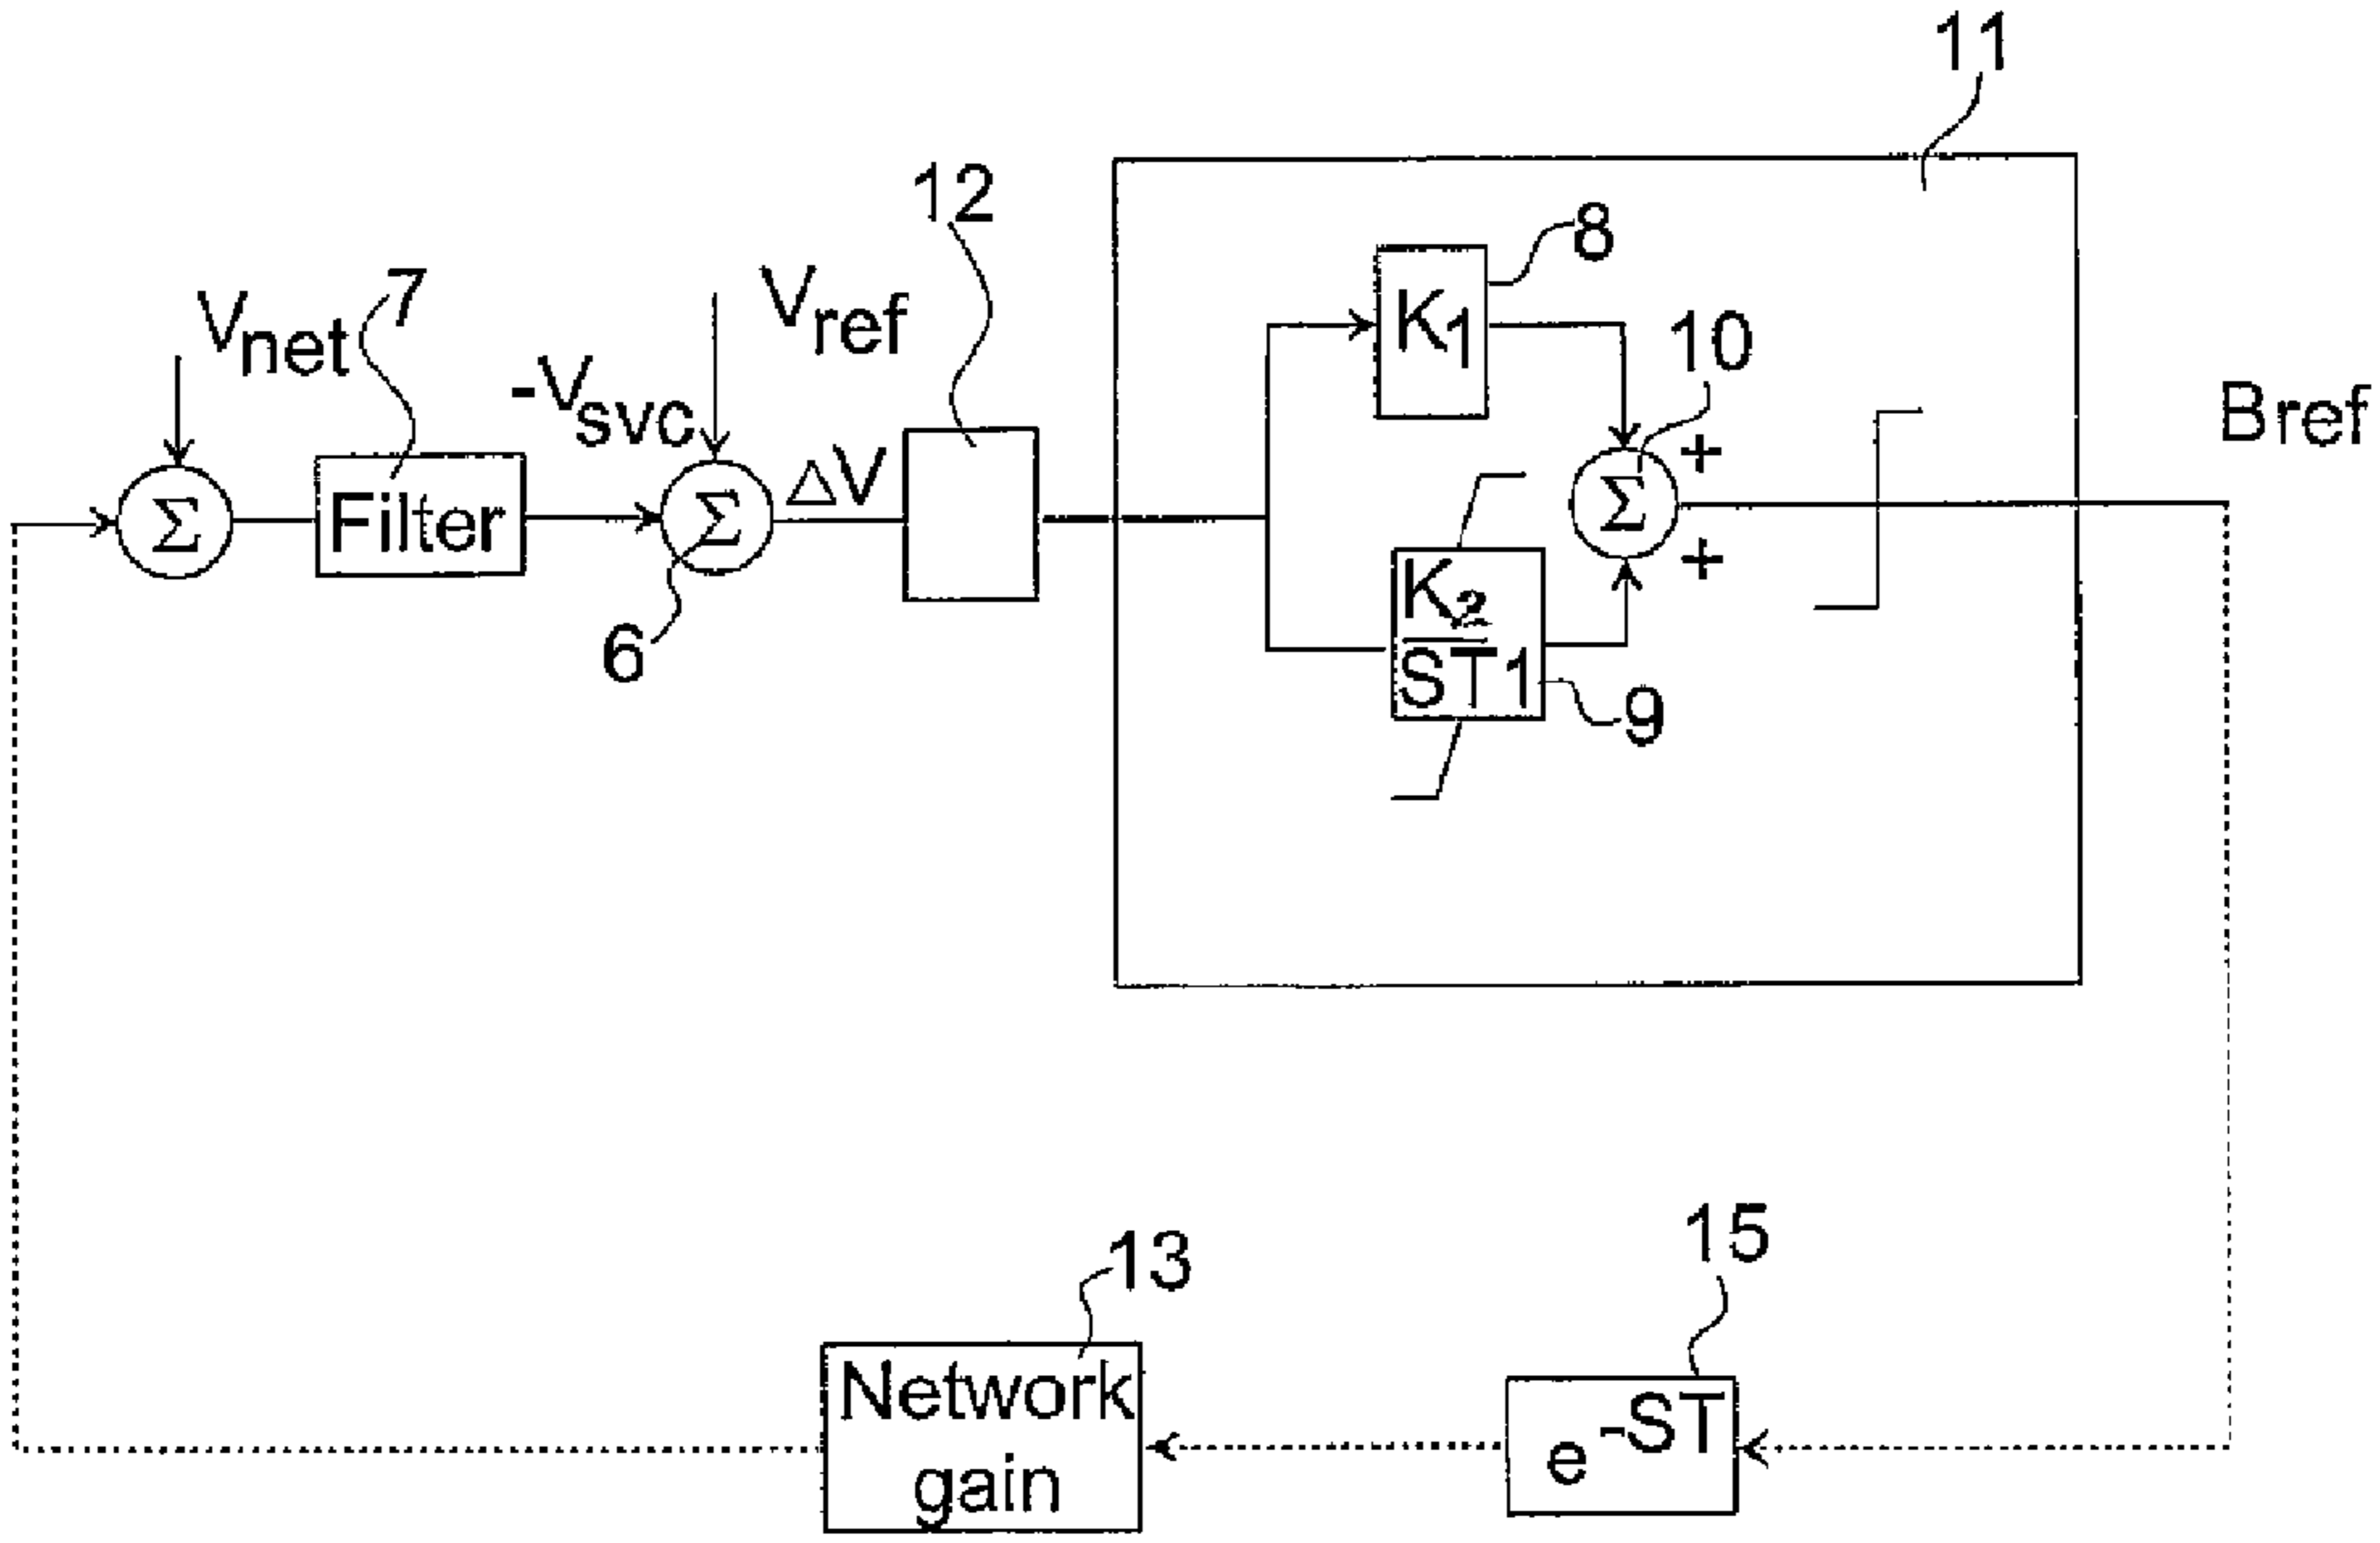 11
12
8
7
Vnet
Vref
K1
10
-Vsvc
Bref
ΔV
+
Σ
Filter
Σ
Σ
+
K2
ST1
6
9
13
15
Network
gain
e-ST